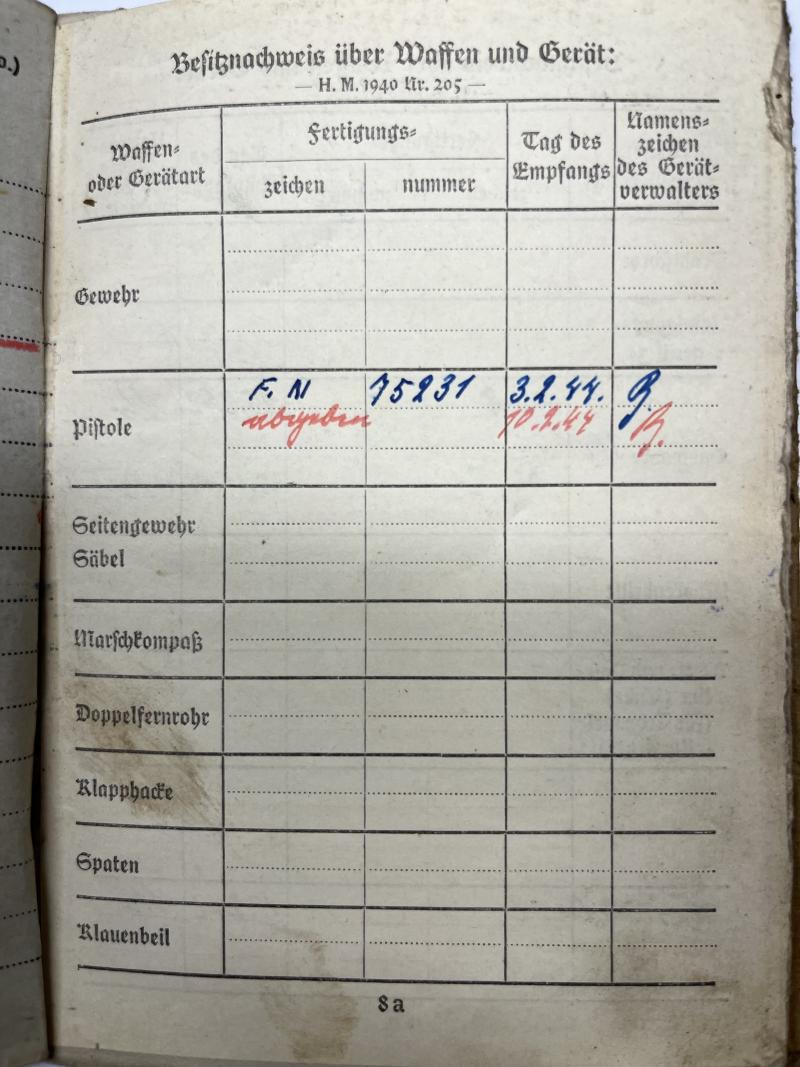 o.)
Besitznachweis über Waffen und Gerät:
— H. M. 1940 Nr. 205 —
Waffen- oder Gerätart
Fertigungs-
zeichen
nummer
Tag des Empfangs
Namens-
zeichen
des Gerät-
verwalters
Gewehr
Pistole
F. N 75231 3.2.44.
abgeben 10.2.44
Seitengewehr
Säbel
Marschkompaß
Doppelfernrohr
Klapphacke
Spaten
Klauenbeil
8a